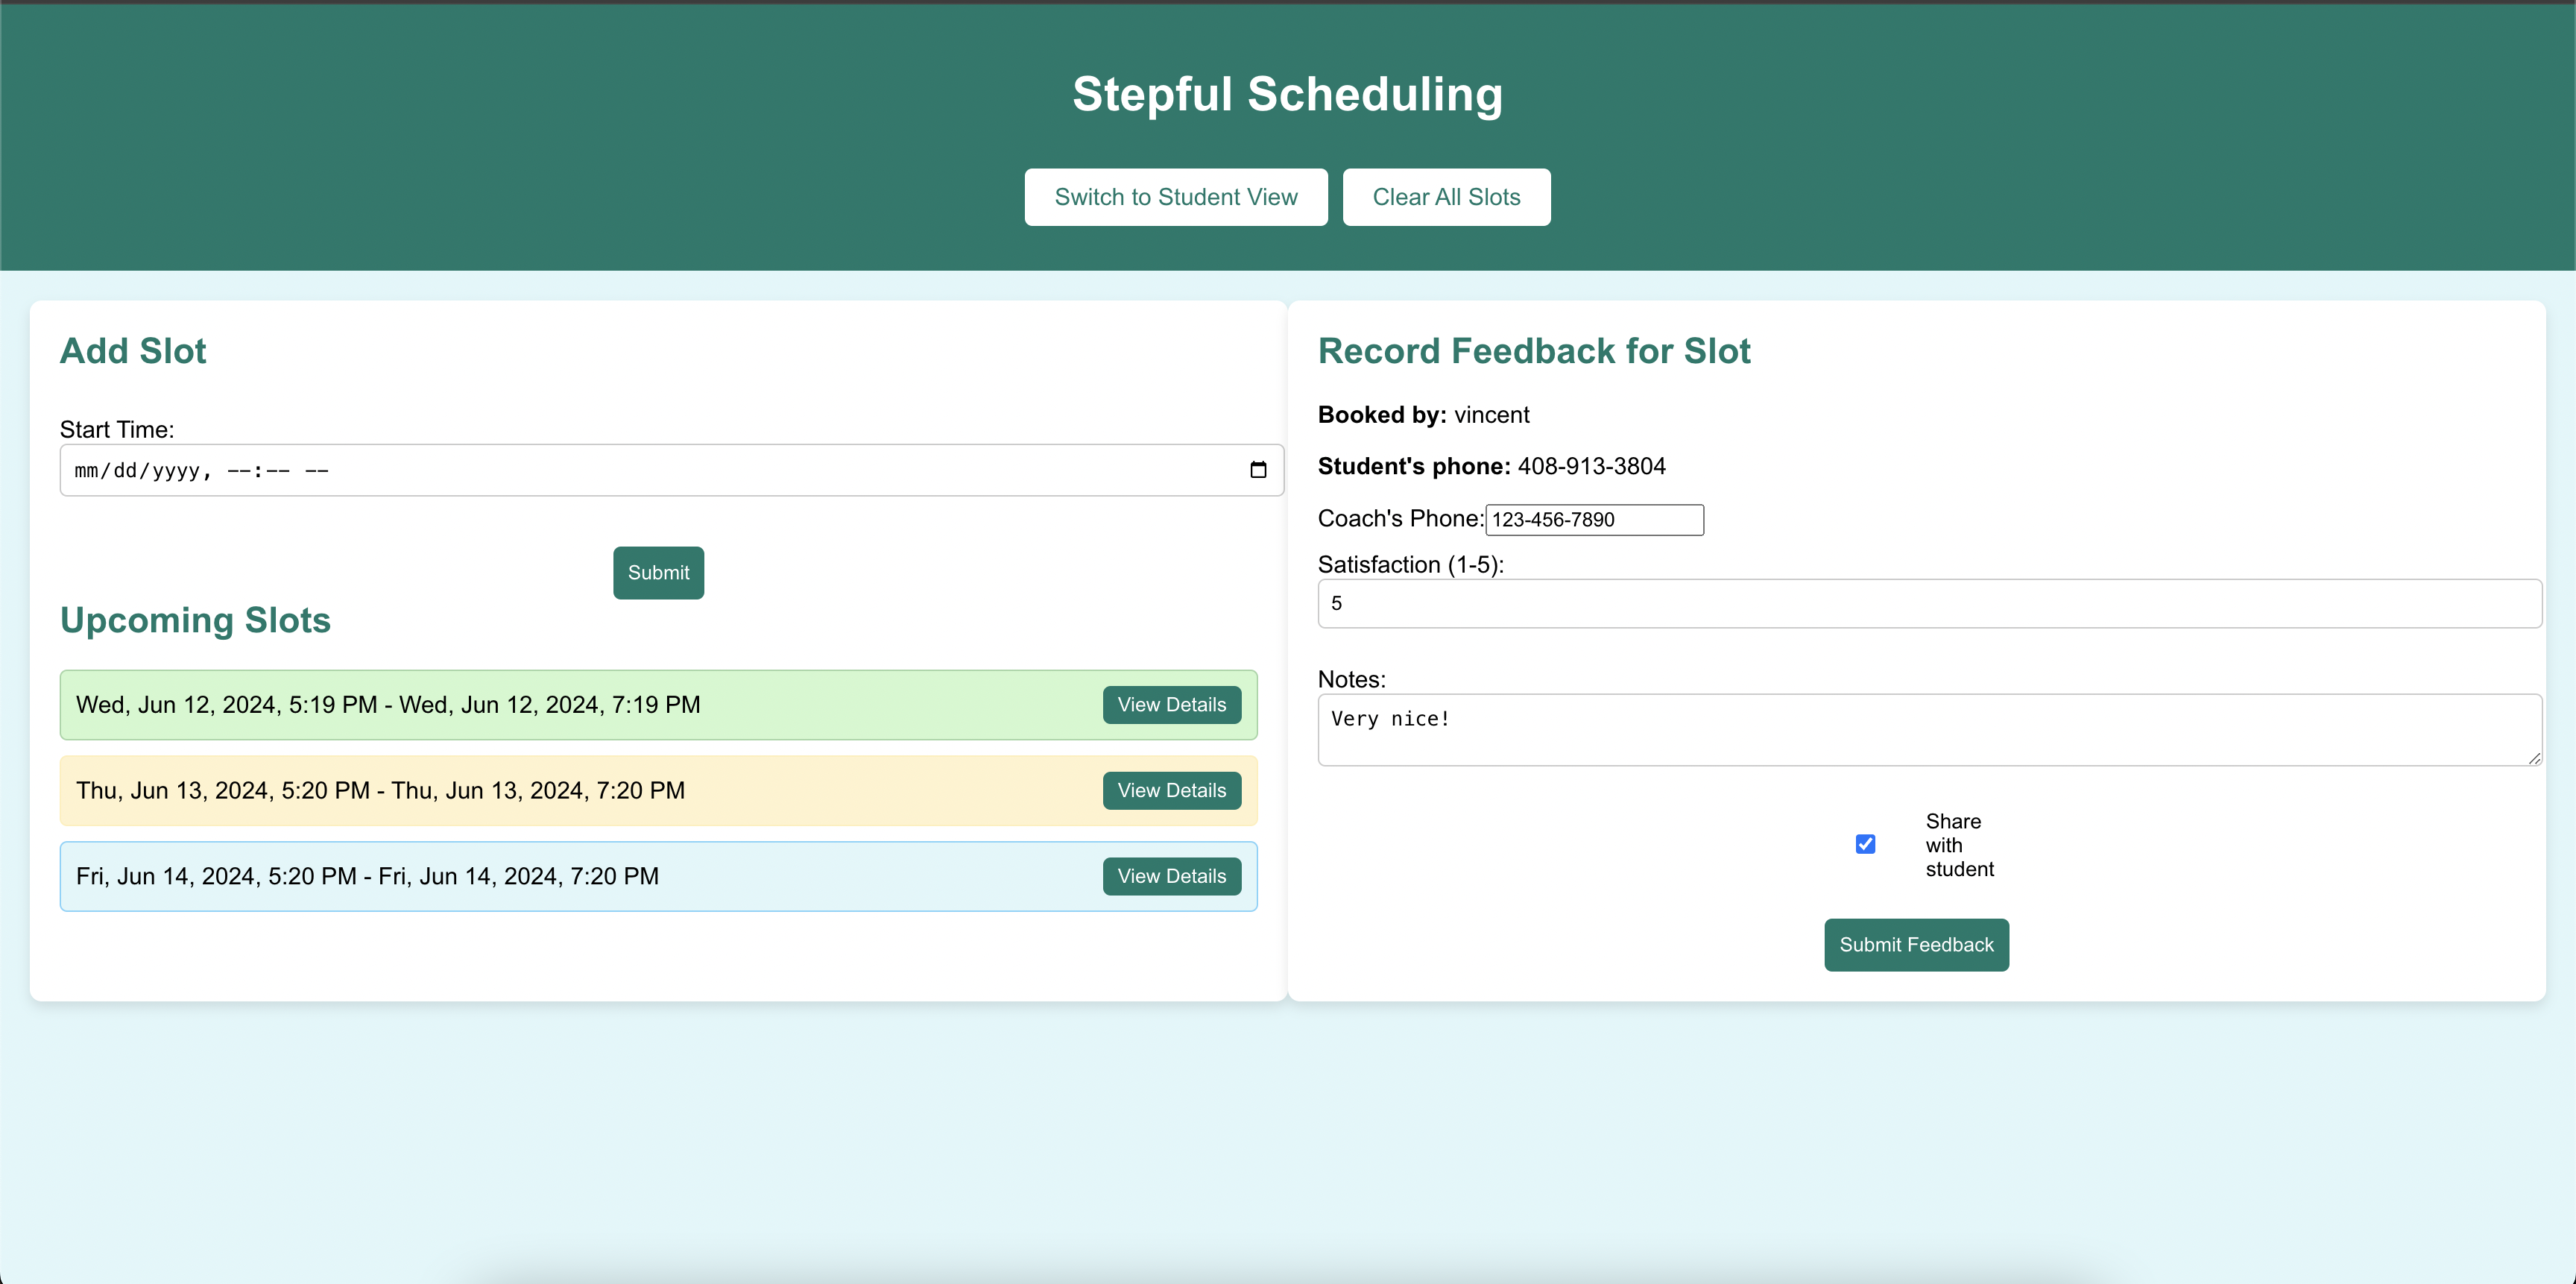 Stepful Scheduling
Switch to Student View
Clear All Slots
Add Slot
Start Time:
mm/dd/yyyy, --:-- --
Submit
Upcoming Slots
Wed, Jun 12, 2024, 5:19 PM - Wed, Jun 12, 2024, 7:19 PM
View Details
Thu, Jun 13, 2024, 5:20 PM - Thu, Jun 13, 2024, 7:20 PM
View Details
Fri, Jun 14, 2024, 5:20 PM - Fri, Jun 14, 2024, 7:20 PM
View Details
Record Feedback for Slot
Booked by: vincent
Student's phone: 408-913-3804
Coach's Phone: 123-456-7890
Satisfaction (1-5):
5
Notes:
Very nice!
Share
with
student
Submit Feedback